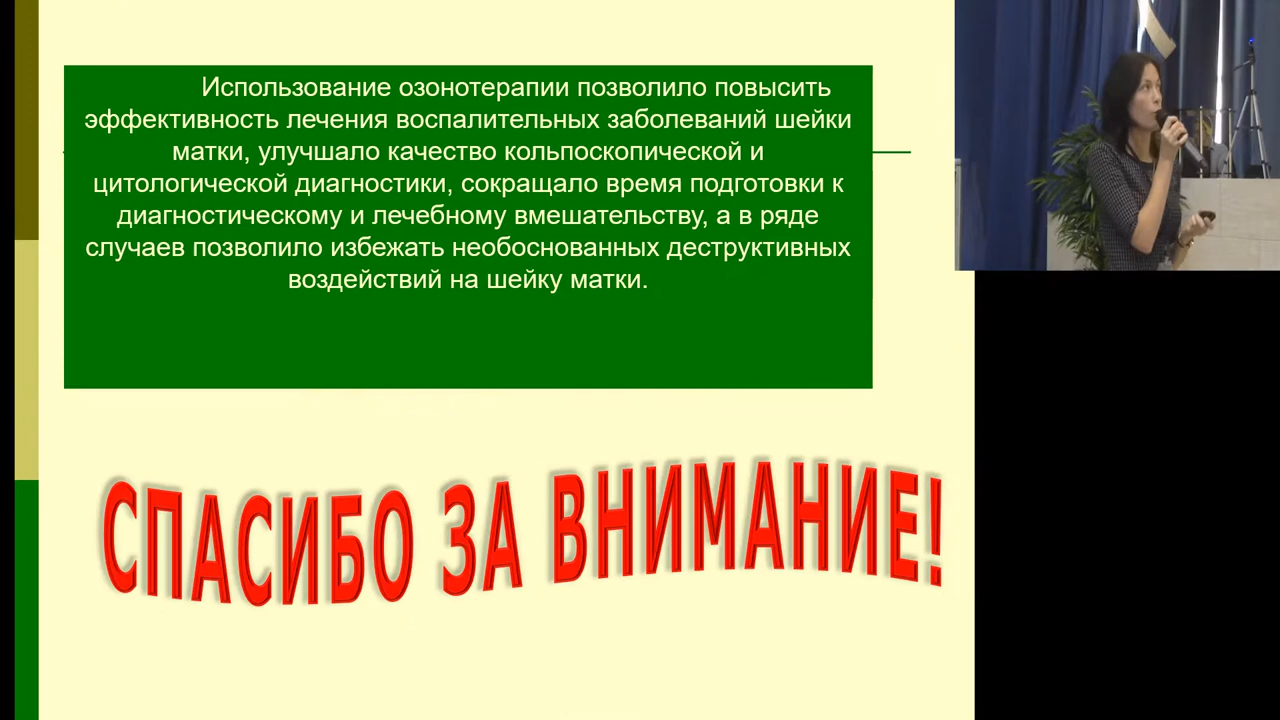 Использование озонотерапии позволило повысить
эффективность лечения воспалительных заболеваний шейки
матки, улучшало качество кольпоскопической и
цитологической диагностики, сокращало время подготовки к
диагностическому и лечебному вмешательству, а в ряде
случаев позволило избежать необоснованных деструктивных
воздействий на шейку матки.
СПАСИБО ЗА ВНИМАНИЕ!